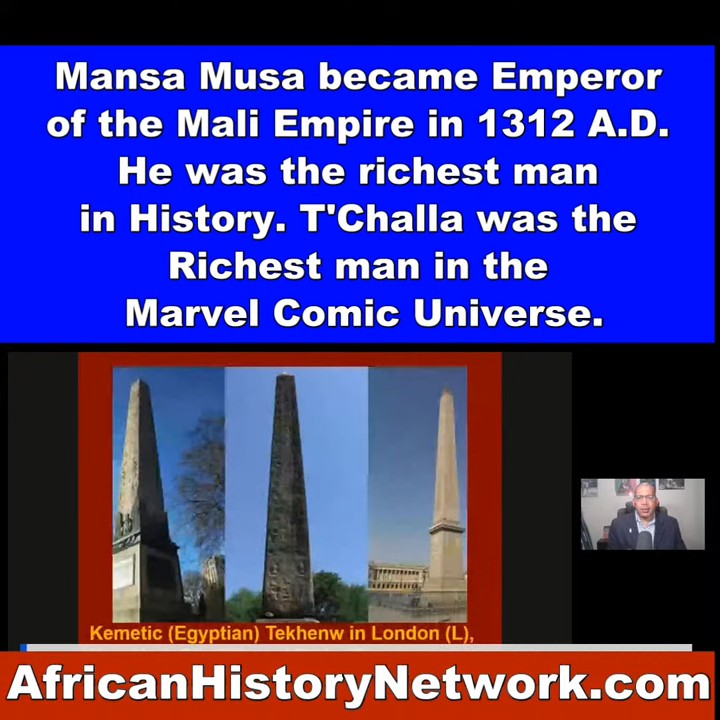 Mansa Musa became Emperor
of the Mali Empire in 1312 A.D.
He was the richest man
in History. T'Challa was the
Richest man in the
Marvel Comic Universe.
Kemetic (Egyptian) Tekhenw in London (L),
AfricanHistoryNetwork.com